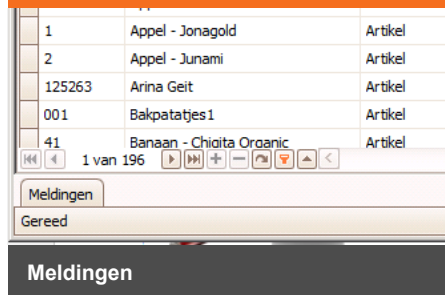 1 Appel - Jonagold Artikel
2 Appel - Junami Artikel
125263 Arina Geit Artikel
001 Bakpatatjes1 Artikel
41 Banaan - Chiqita Organic Artikel
1 van 196
Meldingen
Gereed
Meldingen